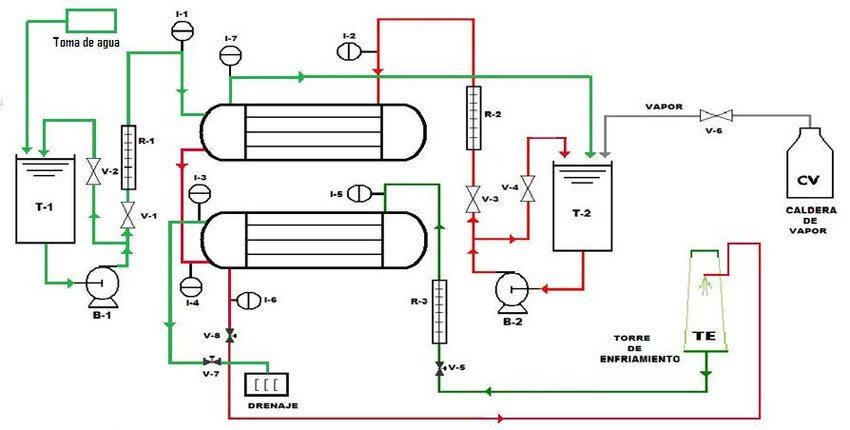 Toma de agua
I-1
I-7
I-2
R-1
V-2
V-1
T-1
B-1
R-2
V-3
V-4
T-2
B-2
VAPOR
V-6
CV
CALDERA
DE
VAPOR
I-3
I-5
I-4
I-6
V-8
V-7
R-3
V-5
DRENAJE
TORRE
DE
ENFRIAMIENTO
TE